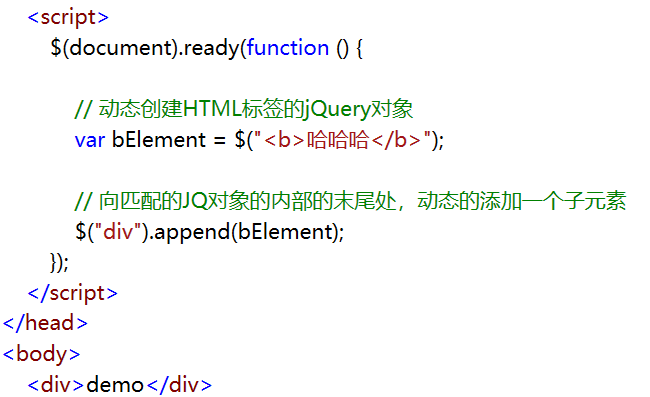 <script>
$(document).ready(function () {
// 动态创建HTML标签的jQuery对象
var bElement = $("<b>哈哈哈</b>");
// 向匹配的JQ对象的内部的末尾处，动态的添加一个子元素
$("div").append(bElement);
});
</script>
</head>
<body>
<div>demo</div>